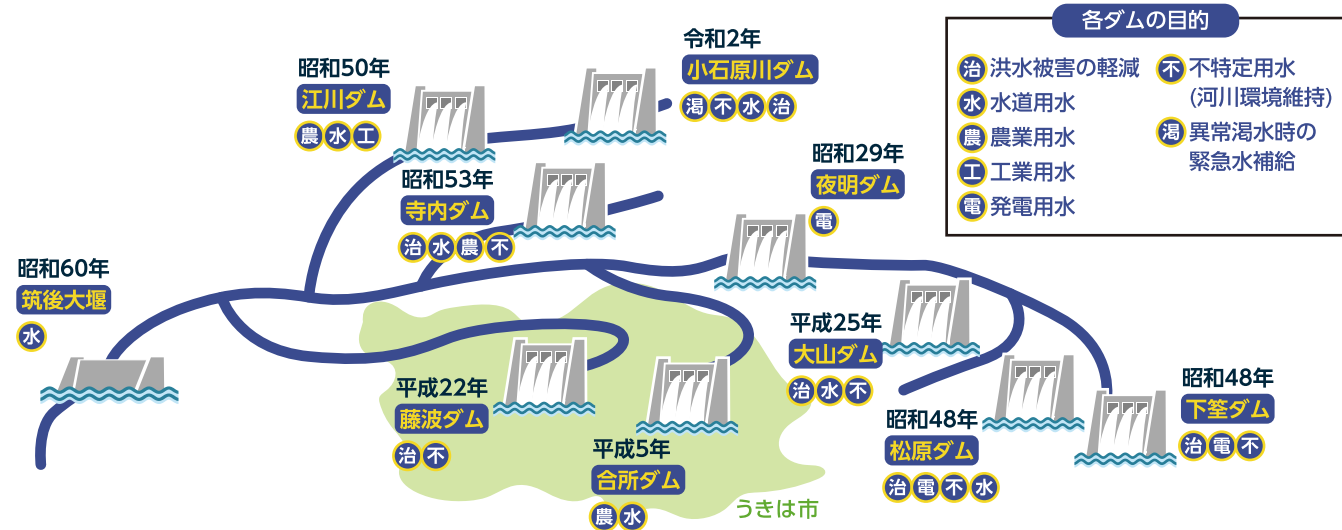 各ダムの目的
治 洪水被害の軽減
水 水道用水
農 農業用水
工 工業用水
電 発電用水
不 不特定用水
(河川環境維持)
渇 異常渇水時の
緊急水補給
令和2年
小石原川ダム
渇 不 水 治
昭和50年
江川ダム
農 水 工
昭和53年
寺内ダム
治 水 農 不
昭和29年
夜明ダム
電
昭和60年
筑後大堰
水
平成25年
大山ダム
治 水 不
平成22年
藤波ダム
治 不
平成5年
合所ダム
農 水
昭和48年
松原ダム
治 電 不 水
昭和48年
下筌ダム
治 電 不
うきは市